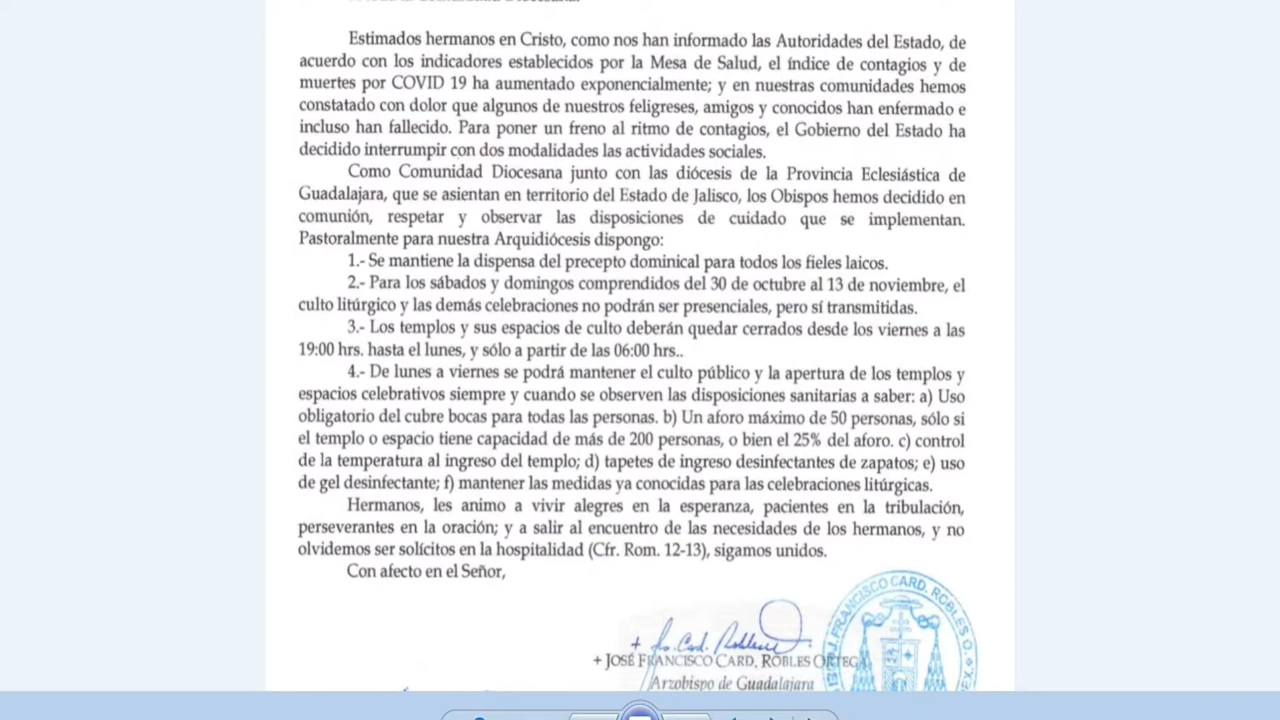 Estimados hermanos en Cristo, como nos han informado las Autoridades del Estado, de
acuerdo con los indicadores establecidos por la Mesa de Salud, el índice de contagios y de
muertes por COVID 19 ha aumentado exponencialmente; y en nuestras comunidades hemos
constatado con dolor que algunos de nuestros feligreses, amigos y conocidos han enfermado e
incluso han fallecido. Para poner un freno al ritmo de contagios, el Gobierno del Estado ha
decidido interrumpir con dos modalidades las actividades sociales.
Como Comunidad Diocesana junto con las diócesis de la Provincia Eclesiástica de
Guadalajara, que se asientan en territorio del Estado de Jalisco, los Obispos hemos decidido en
comunión, respetar y observar las disposiciones de cuidado que se implementan.
Pastoralmente para nuestra Arquidiócesis dispongo:
1.- Se mantiene la dispensa del precepto dominical para todos los fieles laicos.
2.- Para los sábados y domingos comprendidos del 30 de octubre al 13 de noviembre, el
culto litúrgico y las demás celebraciones no podrán ser presenciales, pero sí transmitidas.
3.- Los templos y sus espacios de culto deberán quedar cerrados desde los viernes a las
19:00 hrs. hasta el lunes, y sólo a partir de las 06:00 hrs..
4.- De lunes a viernes se podrá mantener el culto público y la apertura de los templos y
espacios celebrativos siempre y cuando se observen las disposiciones sanitarias a saber: a) Uso
obligatorio del cubre bocas para todas las personas. b) Un aforo máximo de 50 personas, sólo si
el templo o espacio tiene capacidad de más de 200 personas, o bien el 25% del aforo. c) control
de la temperatura al ingreso del templo; d) tapetes de ingreso desinfectantes de zapatos; e) uso
de gel desinfectante; f) mantener las medidas ya conocidas para las celebraciones litúrgicas.
Hermanos, les animo a vivir alegres en la esperanza, pacientes en la tribulación,
perseverantes en la oración; y a salir al encuentro de las necesidades de los hermanos, y no
olvidemos ser solícitos en la hospitalidad (Cfr. Rom. 12-13), sigamos unidos.
Con afecto en el Señor,
+ JOSÉ FRANCISCO CARD. ROBLES ORTEGA
Arzobispo de Guadalajara
FRANCISCO CARD. ROBLES O.